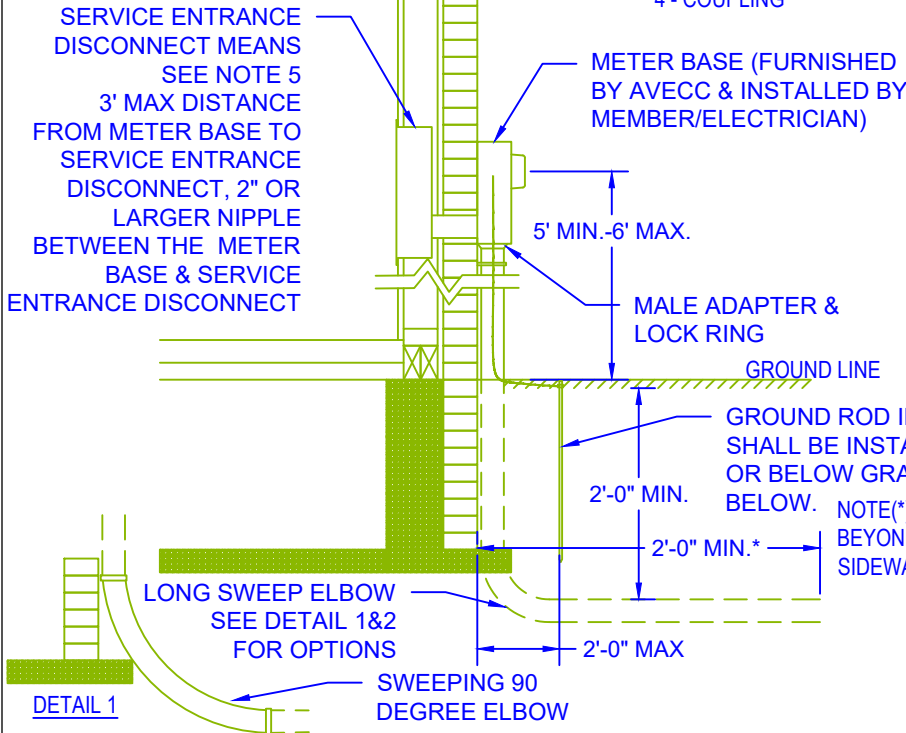 4 - COUPLING
SERVICE ENTRANCE
DISCONNECT MEANS
SEE NOTE 5
3' MAX DISTANCE
FROM METER BASE TO
SERVICE ENTRANCE
DISCONNECT, 2" OR
LARGER NIPPLE
BETWEEN THE METER
BASE & SERVICE
ENTRANCE DISCONNECT
METER BASE (FURNISHED
BY AVECC & INSTALLED BY
MEMBER/ELECTRICIAN)
5' MIN.-6' MAX.
MALE ADAPTER &
LOCK RING
GROUND LINE
GROUND ROD
SHALL BE
OR BELOW
BELOW.
2'-0" MIN.
NOTE(*
2'-0" MIN.*
LONG SWEEP ELBOW
SEE DETAIL 1&2
FOR OPTIONS
2'-0" MAX
SWEEPING 90
DEGREE ELBOW
DETAIL 1